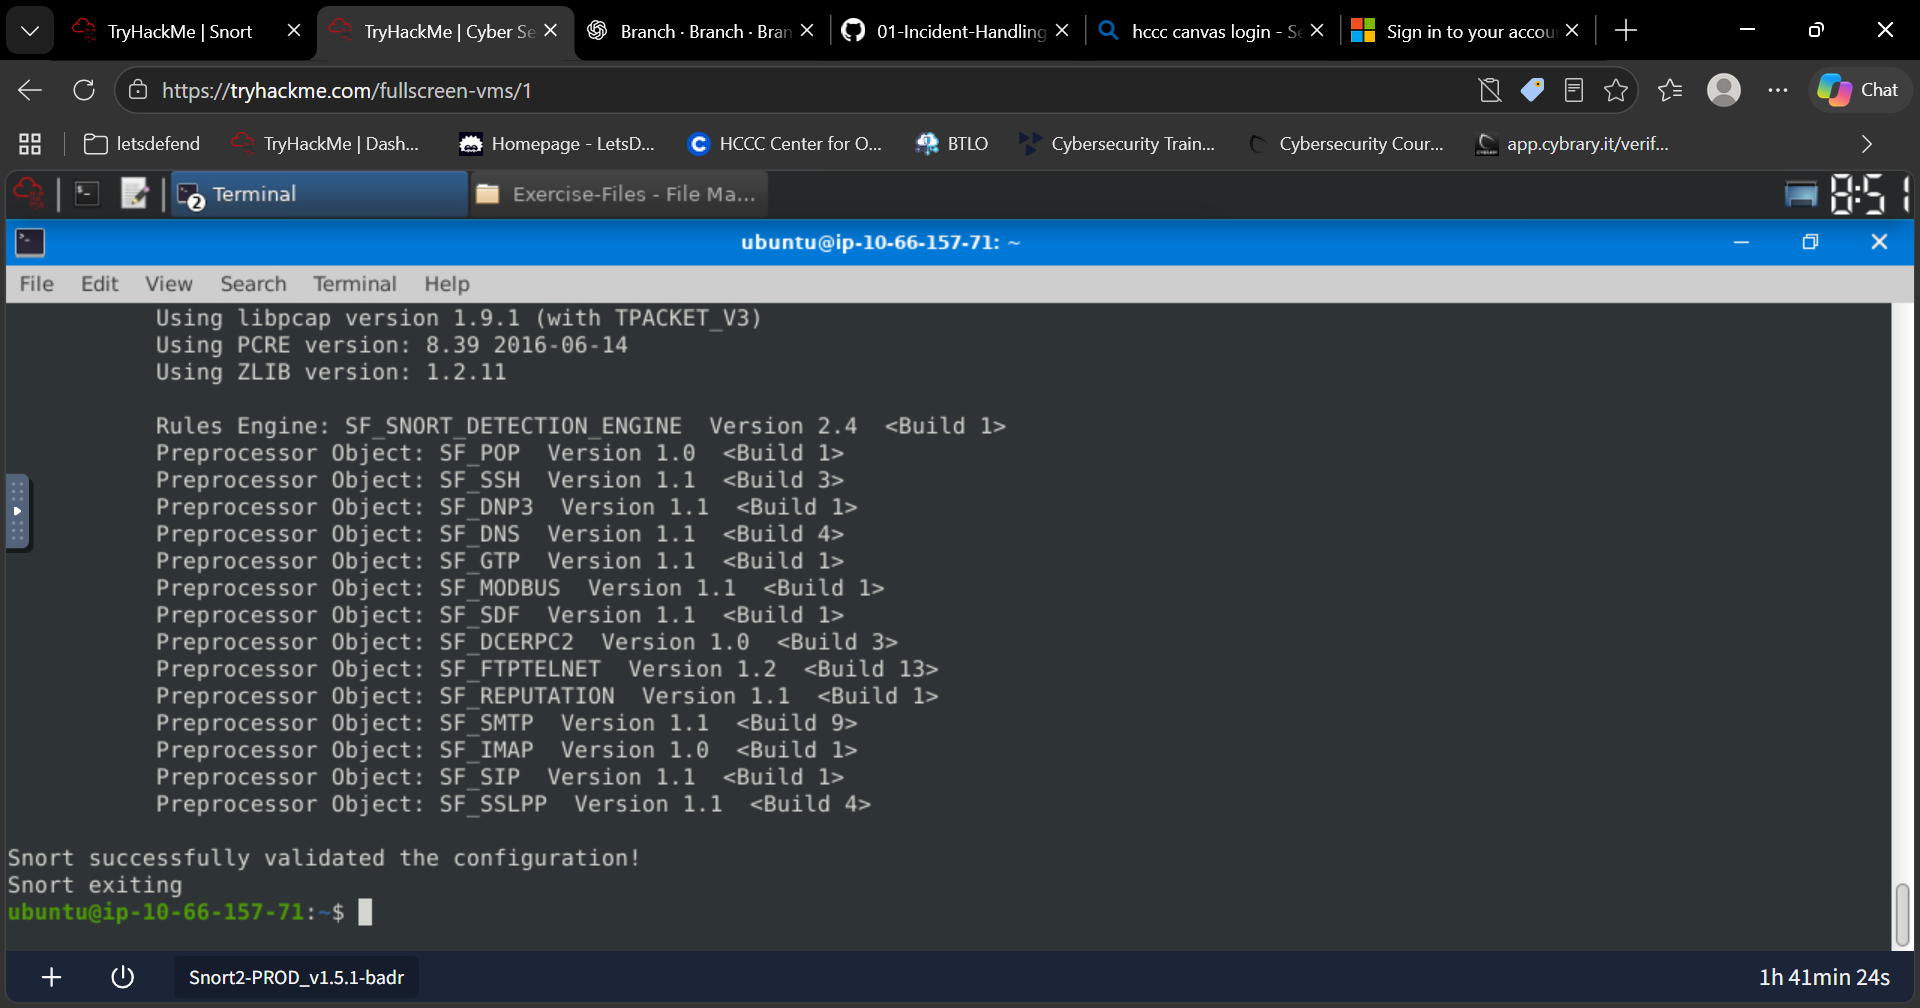 TryHackMe | Snort
TryHackMe | Cyber Se
Branch · Branch · Bran
01-Incident-Handling
hccc canvas login - Se
Sign in to your accou
https://tryhackme.com/fullscreen-vms/1
Chat
letsdefend
TryHackMe | Dash...
Homepage - LetsD...
HCCC Center for O...
BTLO
Cybersecurity Train...
Cybersecurity Cour...
app.cybrary.it/verif...
2 Terminal
Exercise-Files - File Ma...
8:51
ubuntu@ip-10-66-157-71: ~
File Edit View Search Terminal Help
Using libpcap version 1.9.1 (with TPACKET_V3)
Using PCRE version: 8.39 2016-06-14
Using ZLIB version: 1.2.11
Rules Engine: SF_SNORT_DETECTION_ENGINE  Version 2.4  <Build 1>
Preprocessor Object: SF_POP  Version 1.0  <Build 1>
Preprocessor Object: SF_SSH  Version 1.1  <Build 3>
Preprocessor Object: SF_DNP3  Version 1.1  <Build 1>
Preprocessor Object: SF_DNS  Version 1.1  <Build 4>
Preprocessor Object: SF_GTP  Version 1.1  <Build 1>
Preprocessor Object: SF_MODBUS  Version 1.1  <Build 1>
Preprocessor Object: SF_SDF  Version 1.1  <Build 1>
Preprocessor Object: SF_DCERPC2  Version 1.0  <Build 3>
Preprocessor Object: SF_FTPTELNET  Version 1.2  <Build 13>
Preprocessor Object: SF_REPUTATION  Version 1.1  <Build 1>
Preprocessor Object: SF_SMTP  Version 1.1  <Build 9>
Preprocessor Object: SF_IMAP  Version 1.0  <Build 1>
Preprocessor Object: SF_SIP  Version 1.1  <Build 1>
Preprocessor Object: SF_SSLPP  Version 1.1  <Build 4>
Snort successfully validated the configuration!
Snort exiting
ubuntu@ip-10-66-157-71:~$
Snort2-PROD_v1.5.1-badr
1h 41min 24s